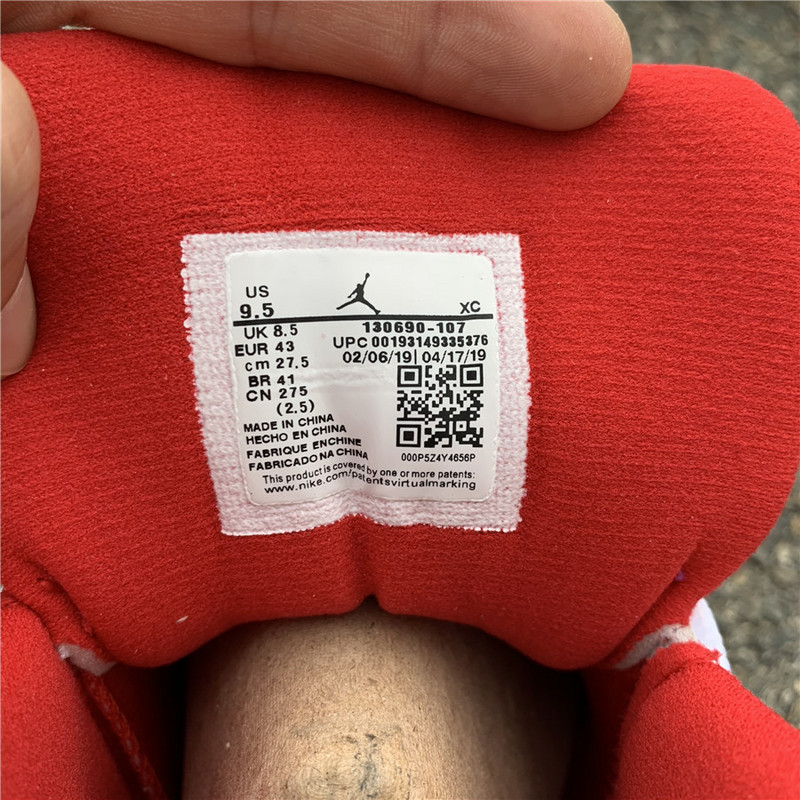 US
9.5 XC
UK 8.5 130690-107
EUR 43 UPC 00193149335376
cm 27.5 02/06/19| 04/17/19
BR 41
CN 275
(2.5)
MADE IN CHINA
HECHO EN CHINA
FABRIQUE ENCHINE
FABRICADO NA CHINA 000P5Z4Y4656P
This product is covered by one or more patents:
www.nike.com/patentsvirtualmarking